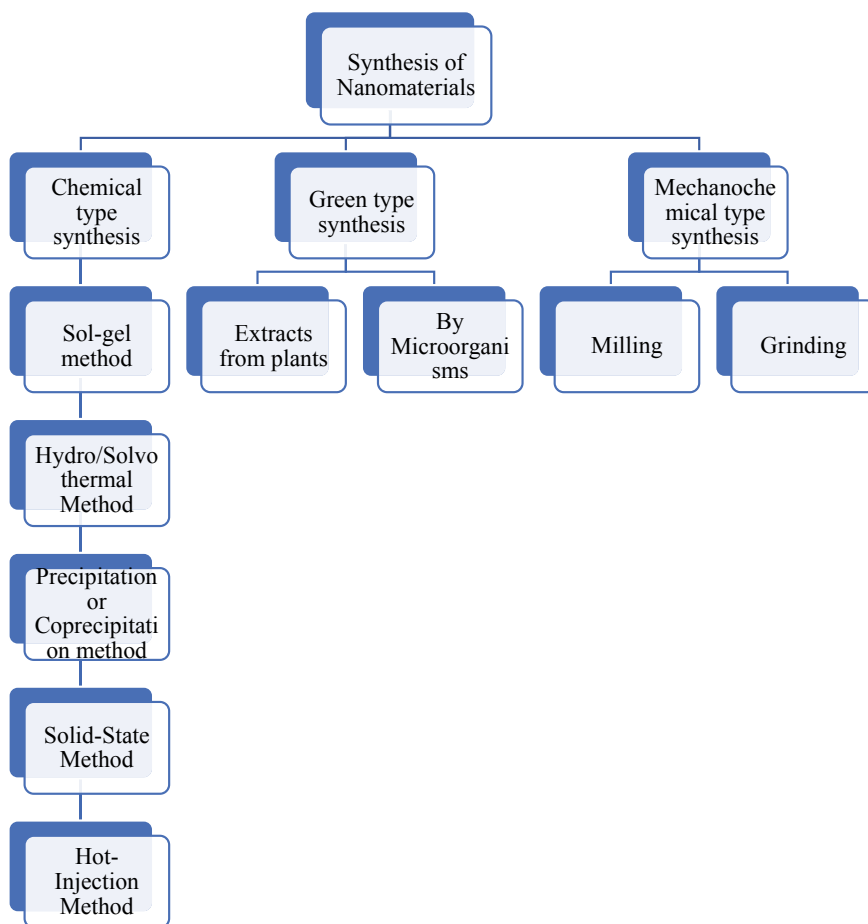 Synthesis of
Nanomaterials
Chemical
type
synthesis
Green type
synthesis
Mechanoche
mical type
synthesis
Sol-gel
method
Extracts
from plants
By
Microorgani
sms
Milling
Grinding
Hydro/Solvo
thermal
Method
Precipitation
or
Coprecipitati
on method
Solid-State
Method
Hot-
Injection
Method